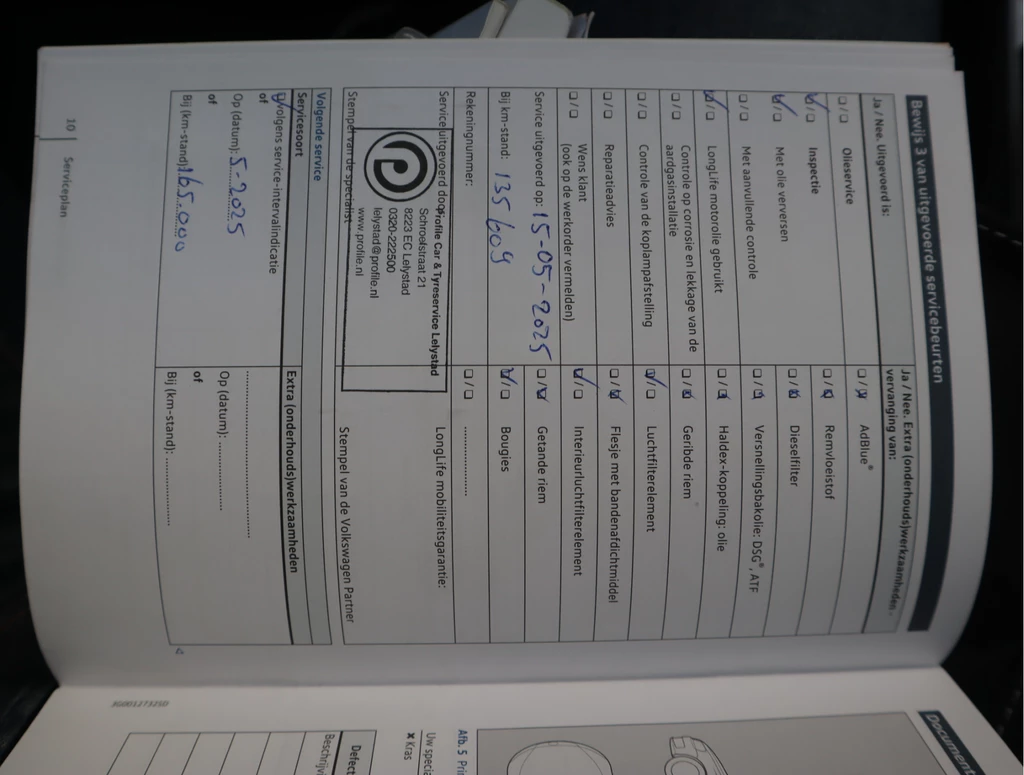 Bewijs 3 van uitgevoerde servicebeurten
Ja / Nee. Uitgevoerd is:
☐/☐ Olieservice
☑/☐ Inspectie
☑/☐ Met olie verversen
☐/☐ Met aanvullende controle
☑/☐ LongLife motorolie gebruikt
☐/☐ Controle op corrosie en lekkage van de
aardgasinstallatie
☐/☐ Controle van de koplampafstelling
☐/☐ Reparatieadvies
☐/☐ Wens klant
(ook op de werkorder vermelden)
Ja / Nee. Extra (onderhouds)werkzaamheden -
vervanging van:
☐/☑ AdBlue®
☐/☑ Remvloeistof
☐/☑ Dieselfilter
☐/☑ Versnellingsbakolie: DSG®, ATF
☐/☑ Haldex-koppeling: olie
☐/☑ Geribde riem
☑/☐ Luchtfilterelement
☐/☑ Flesje met bandenafdichtmiddel
☑/☐ Interieurluchtfilterelement
☐/☑ Getande riem
☑/☐ Bougies
☐/☐ ..................
Service uitgevoerd op: 15-05-2025
Bij km-stand: 135609
Rekeningnummer:
Service uitgevoerd door:
Profile Car & Tyreservice Lelystad
Schroefstraat 21
8223 EC Lelystad
0320-222500
lelystad@profile.nl
www.profile.nl
Stempel van de specialist
LongLife mobiliteitsgarantie:
Stempel van de Volkswagen Partner
Volgende service
Servicesoort
☑ volgens service-intervalindicatie
of
Op (datum): 5-2025
of
Bij (km-stand) 165.000
Extra (onderhouds)werkzaamheden
..................
Op (datum): ..................
of
Bij (km-stand): ..................
10 | Serviceplan
3G0012732SD
Document
Afb. 5
Uw specia
× Kras
Defect
Beschrijvi